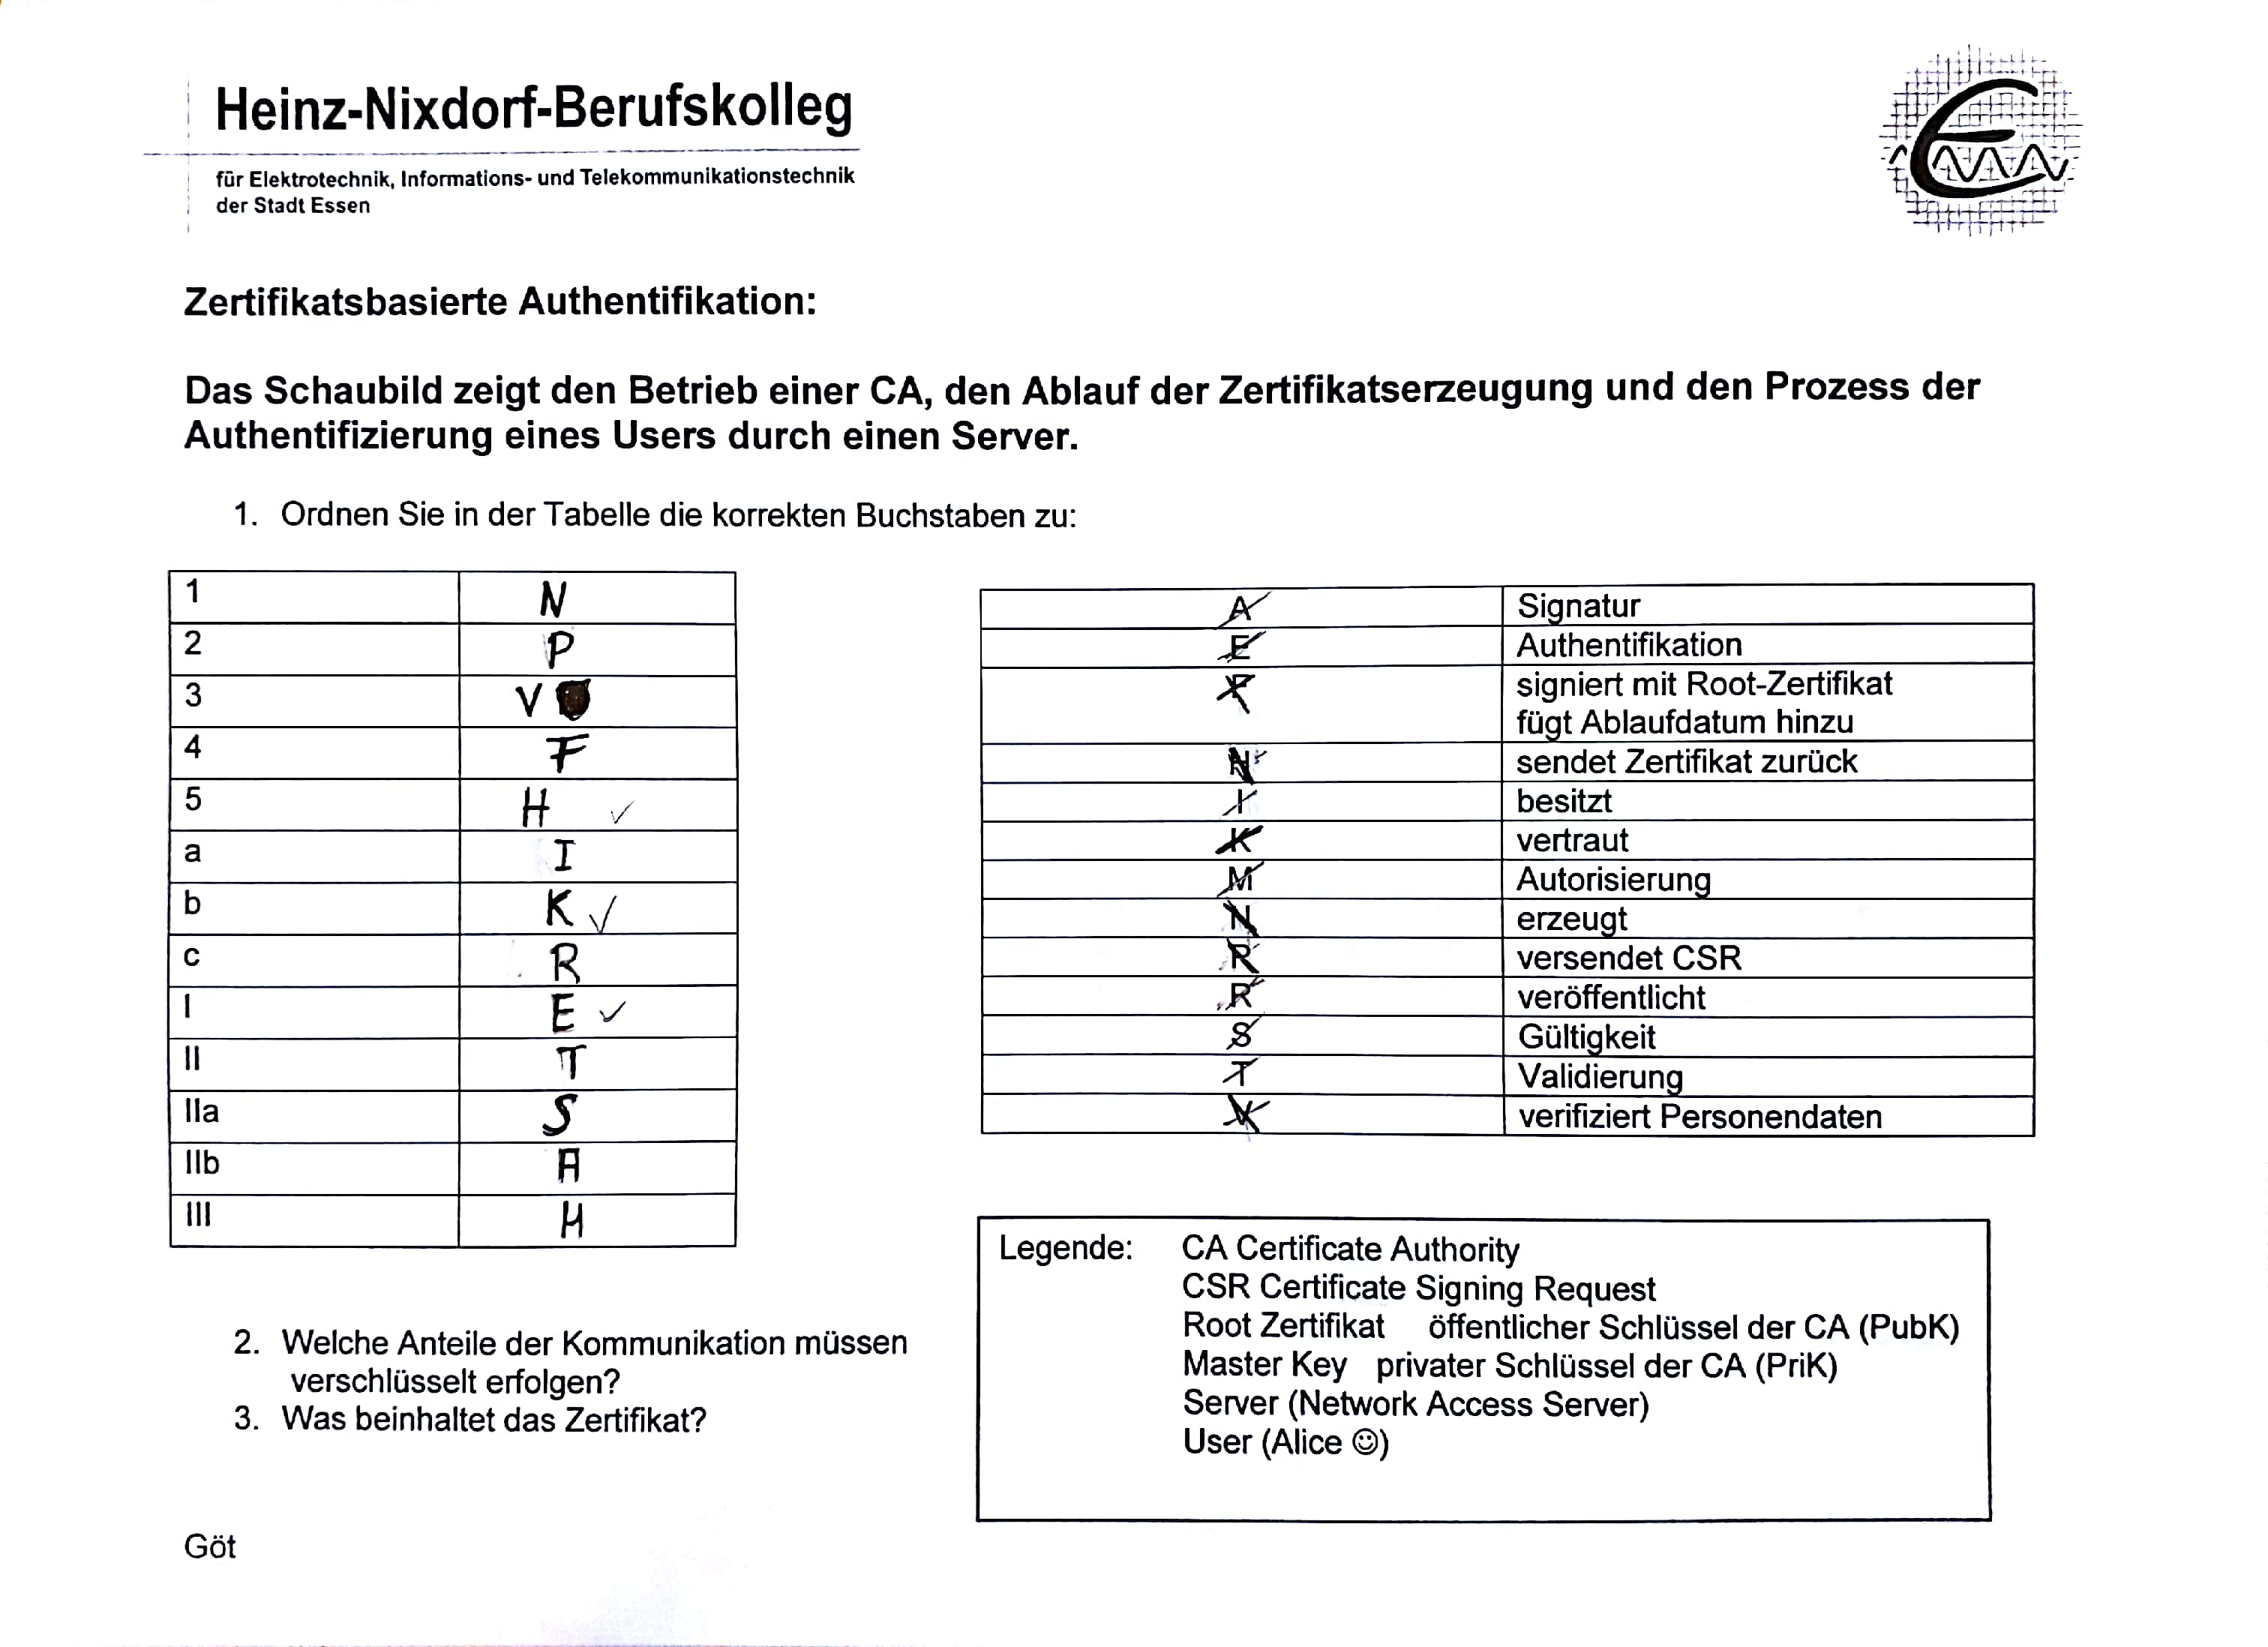 Heinz-Nixdorf-Berufskolleg
für Elektrotechnik, Informations- und Telekommunikationstechnik
der Stadt Essen
Zertifikatsbasierte Authentifikation:
Das Schaubild zeigt den Betrieb einer CA, den Ablauf der Zertifikatserzeugung und den Prozess der
Authentifizierung eines Users durch einen Server.
1. Ordnen Sie in der Tabelle die korrekten Buchstaben zu:
1 N
2 P
3 V
4 F
5 H ✓
a I
b K ✓
c R
I E ✓
II T
IIa S
IIb A
III M
A Signatur
E Authentifikation
F signiert mit Root-Zertifikat
fügt Ablaufdatum hinzu
sendet Zertifikat zurück
I besitzt
K vertraut
M Autorisierung
N erzeugt
versendet CSR
R veröffentlicht
S Gültigkeit
T Validierung
V verifiziert Personendaten
Legende: CA Certificate Authority
CSR Certificate Signing Request
Root Zertifikat öffentlicher Schlüssel der CA (PubK)
Master Key privater Schlüssel der CA (PriK)
Server (Network Access Server)
User (Alice ☺)
2. Welche Anteile der Kommunikation müssen
verschlüsselt erfolgen?
3. Was beinhaltet das Zertifikat?
Göt